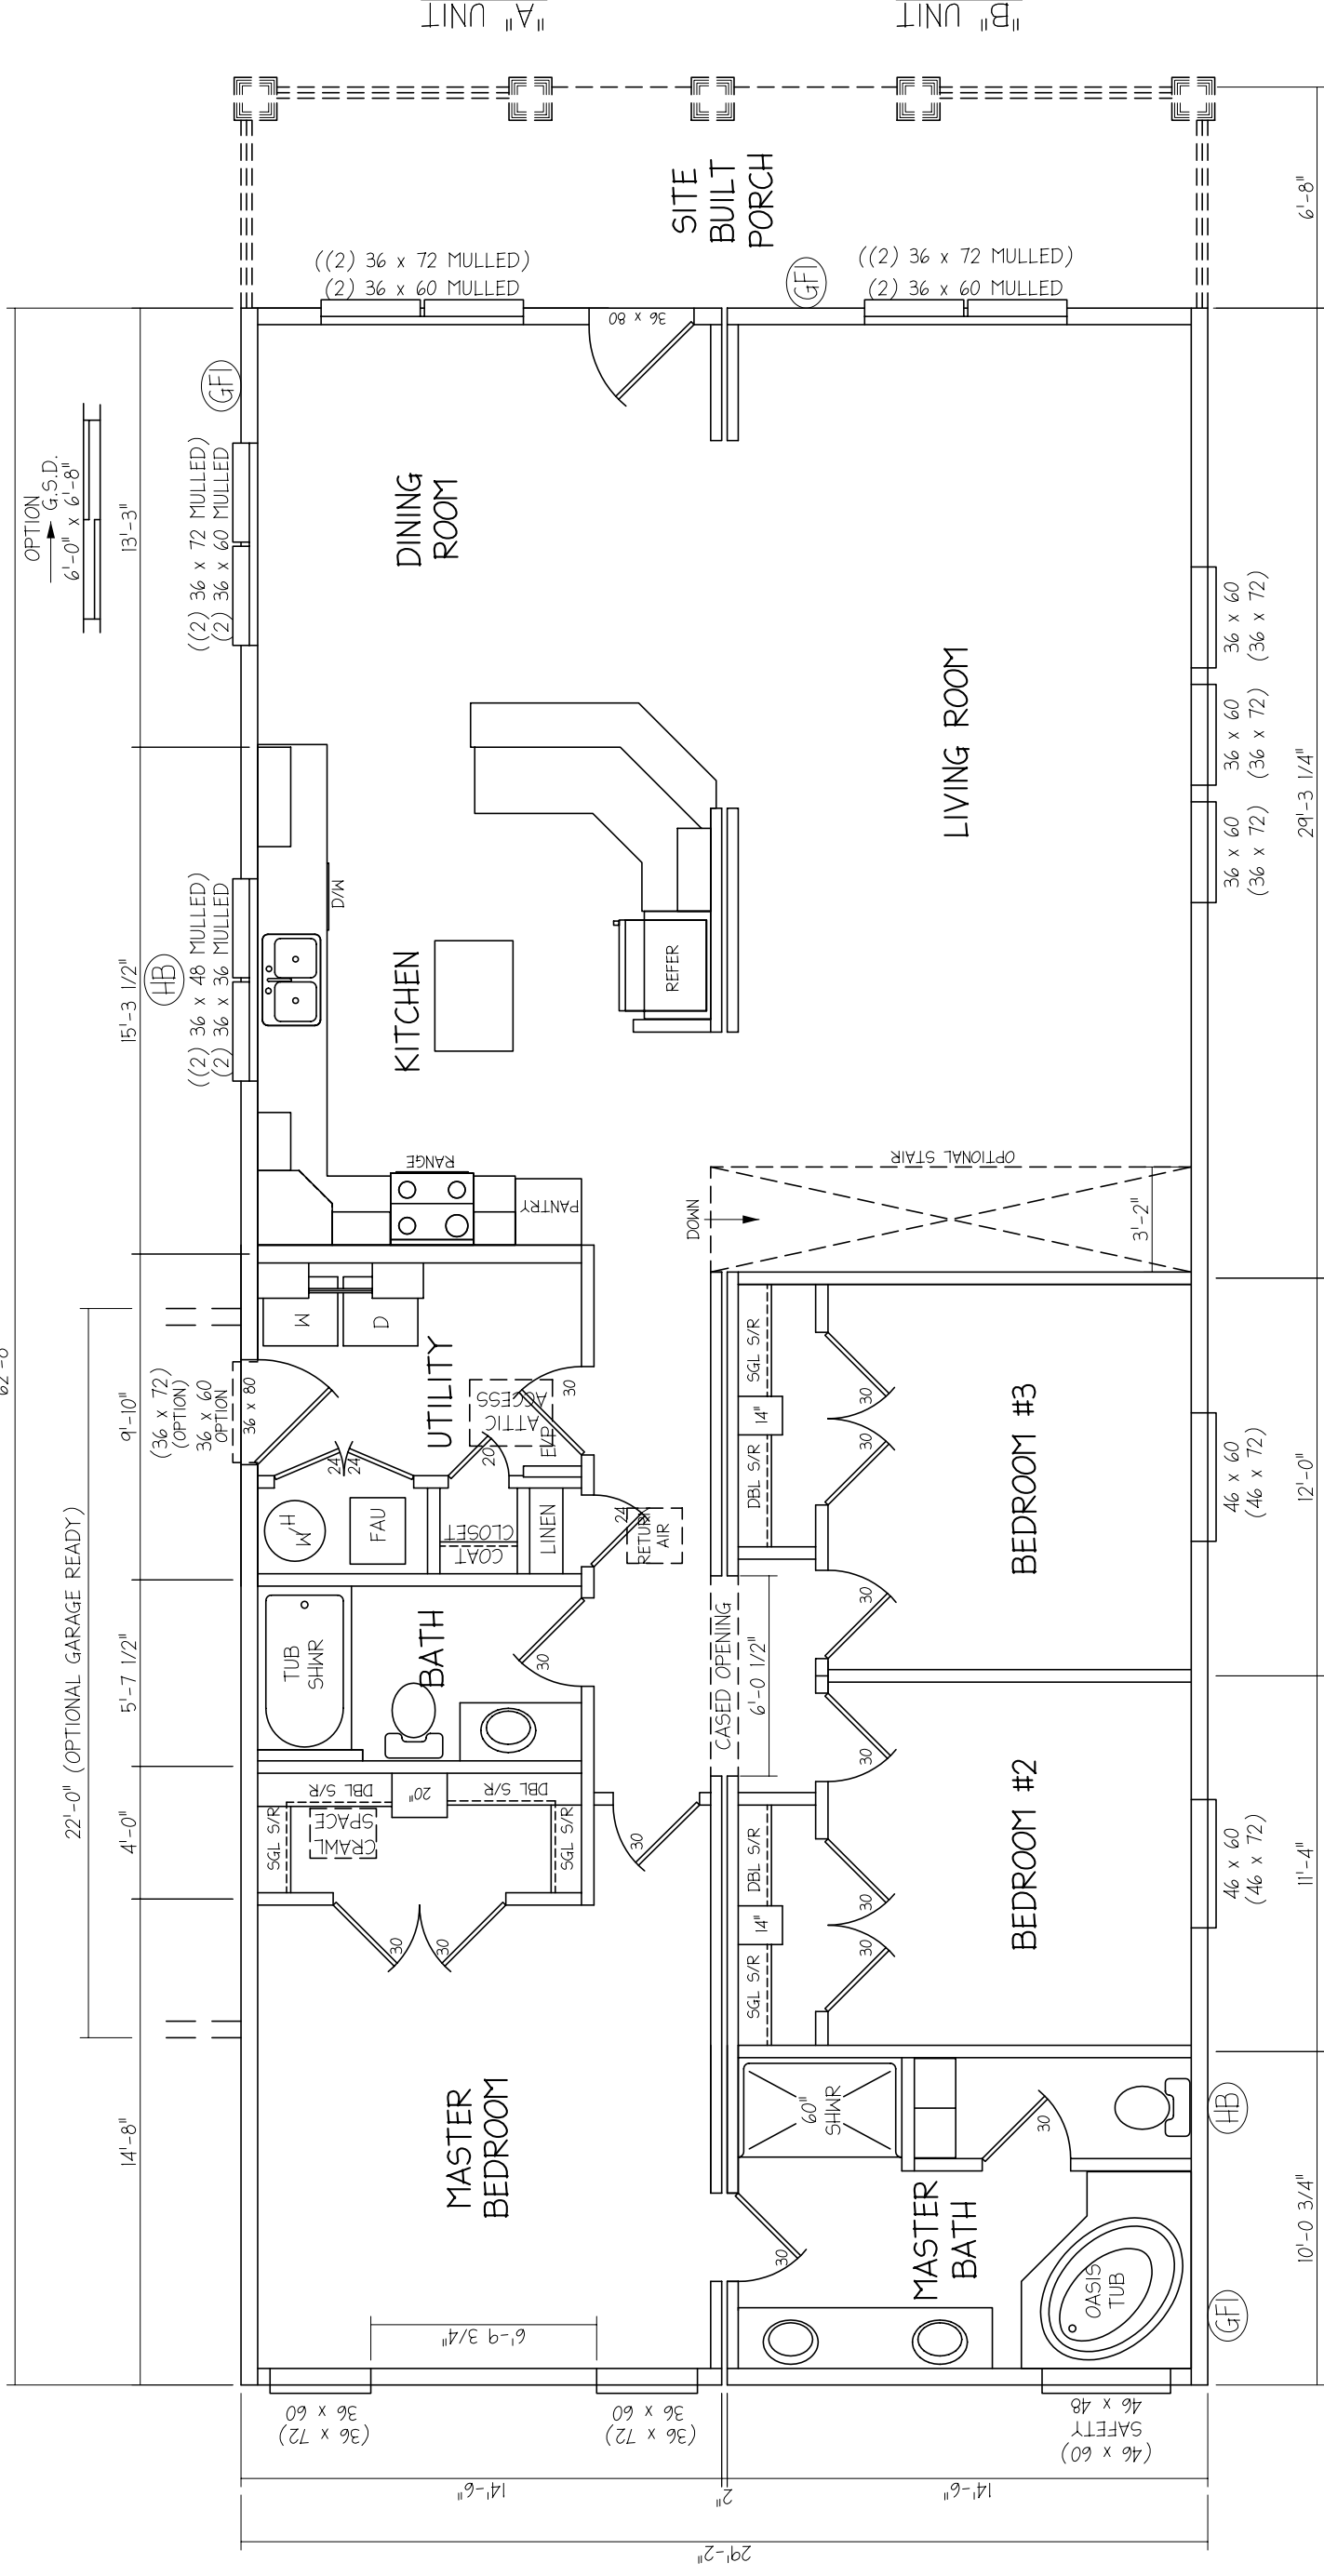 "A" UNIT
"B" UNIT
SITE
BUILT
PORCH
6'-8"
((2) 36 x 72 MULLED)
(2) 36 x 60 MULLED
GFI
((2) 36 x 72 MULLED)
(2) 36 x 60 MULLED
36 x 80
GFI
OPTION
G.S.D.
6'-0" x 6'-8"
13'-3"
((2) 36 x 72 MULLED)
(2) 36 x 60 MULLED
DINING
ROOM
LIVING ROOM
36 x 60
(36 x 72)
36 x 60
(36 x 72)
36 x 60
(36 x 72)
29'-3 1/4"
15'-3 1/2"
HB
((2) 36 x 48 MULLED)
(2) 36 x 36 MULLED
M/D
KITCHEN
REFER
RANGE
PANTRY
OPTIONAL STAIR
DOWN
3'-2"
62'-8"
22'-0" (OPTIONAL GARAGE READY)
9'-10"
(36 x 72)
(OPTION)
36 x 60
OPTION
36 x 80
W
D
UTILITY
ATTIC
ACCESS
30
E/P
20
24
24
W/H
FAU
COAT
CLOSET
LINEN
24
RETURN
AIR
SGL S/R
14"
DBL S/R
30
30
BEDROOM #3
46 x 60
(46 x 72)
12'-0"
5'-7 1/2"
TUB
SHWR
BATH
30
CASED OPENING
6'-0 1/2"
30
30
4'-0"
DBL S/R
20"
DBL S/R
SGL S/R
CRAWL
SPACE
SGL S/R
30
30
30
DBL S/R
14"
SGL S/R
30
30
BEDROOM #2
46 x 60
(46 x 72)
11'-4"
14'-8"
MASTER
BEDROOM
60"
SHWR
30
HB
MASTER
BATH
30
OASIS
TUB
GFI
10'-0 3/4"
6'-9 3/4"
36 x 60
(36 x 72)
36 x 60
(36 x 72)
46 x 48
SAFETY
(46 x 60)
14'-6"
2"
14'-6"
29'-2"